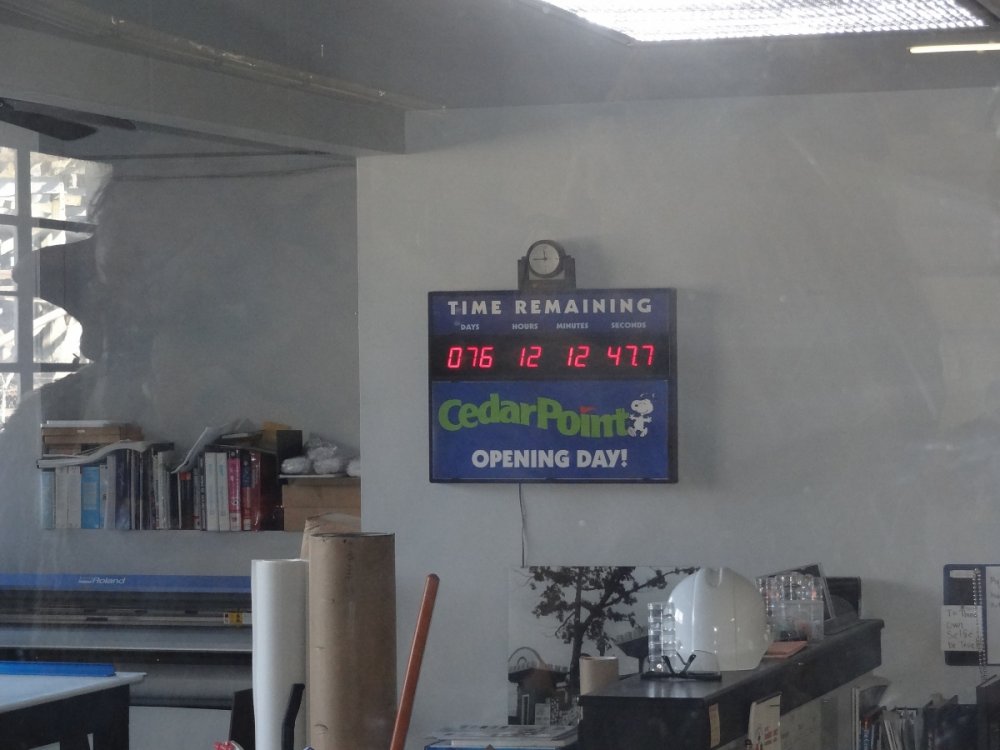 TIME REMAINING
DAYS HOURS MINUTES SECONDS
076 12 12 47.7
CedarPoint
OPENING DAY!
Roland